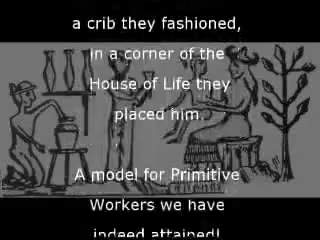 a crib they fashioned,
in a corner of the
House of Life they
placed him.
A model for Primitive
Workers we have
indeed attained!